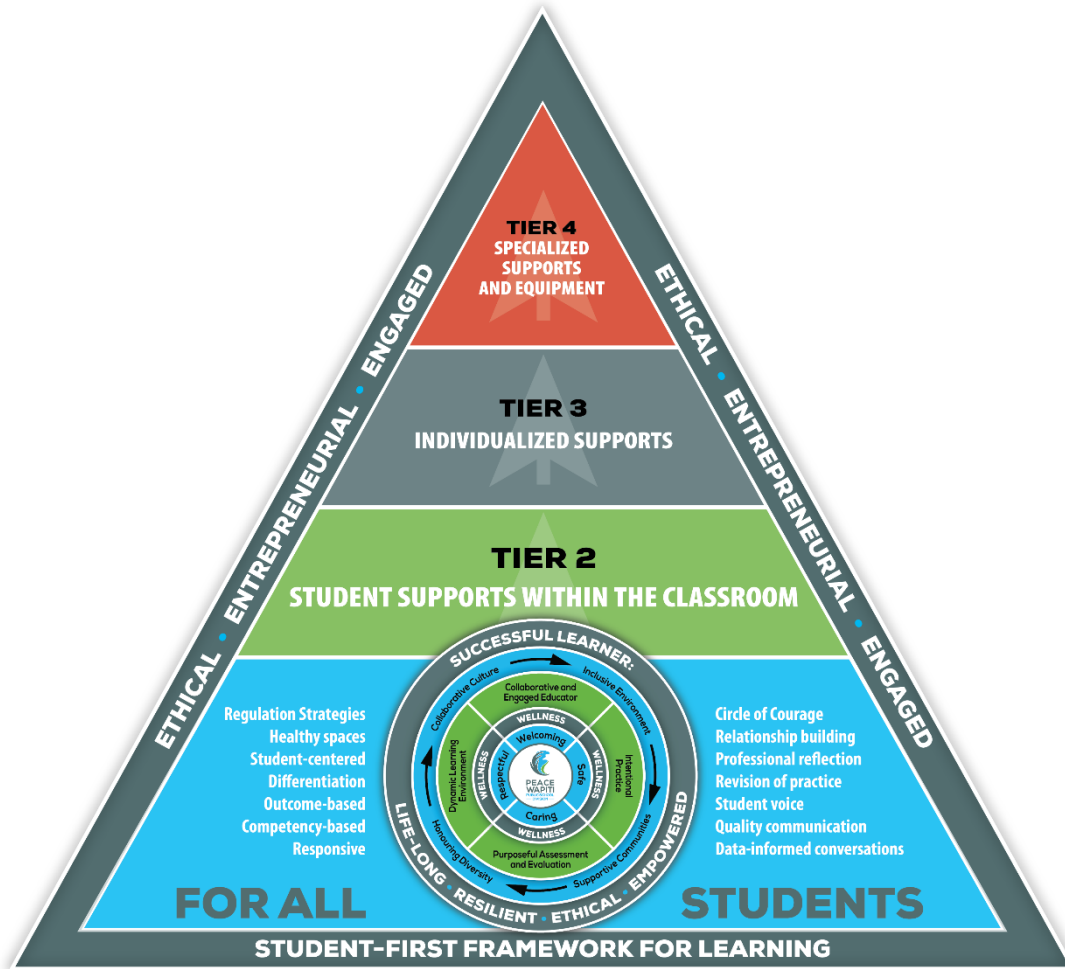 TIER 4
SPECIALIZED
SUPPORTS
AND EQUIPMENT
TIER 3
INDIVIDUALIZED SUPPORTS
TIER 2
STUDENT SUPPORTS WITHIN THE CLASSROOM
ETHICAL • ENTREPRENEURIAL • ENGAGED
ETHICAL • ENTREPRENEURIAL • ENGAGED
Regulation Strategies
Healthy spaces
Student-centered
Differentiation
Outcome-based
Competency-based
Responsive
SUCCESSFUL LEARNER:
LIFE-LONG • RESILIENT • ETHICAL • EMPOWERED
Collaborative Culture
Inclusive Environment
Supportive Communities
Honouring Diversity
Collaborative and
Engaged Educator
Intentional
Practice
Purposeful Assessment
and Evaluation
Dynamic Learning
Environment
WELLNESS
WELLNESS
WELLNESS
WELLNESS
Welcoming
Safe
Caring
Respectful
PEACE
WAPITI
Circle of Courage
Relationship building
Professional reflection
Revision of practice
Student voice
Quality communication
Data-informed conversations
FOR ALL
STUDENTS
STUDENT-FIRST FRAMEWORK FOR LEARNING